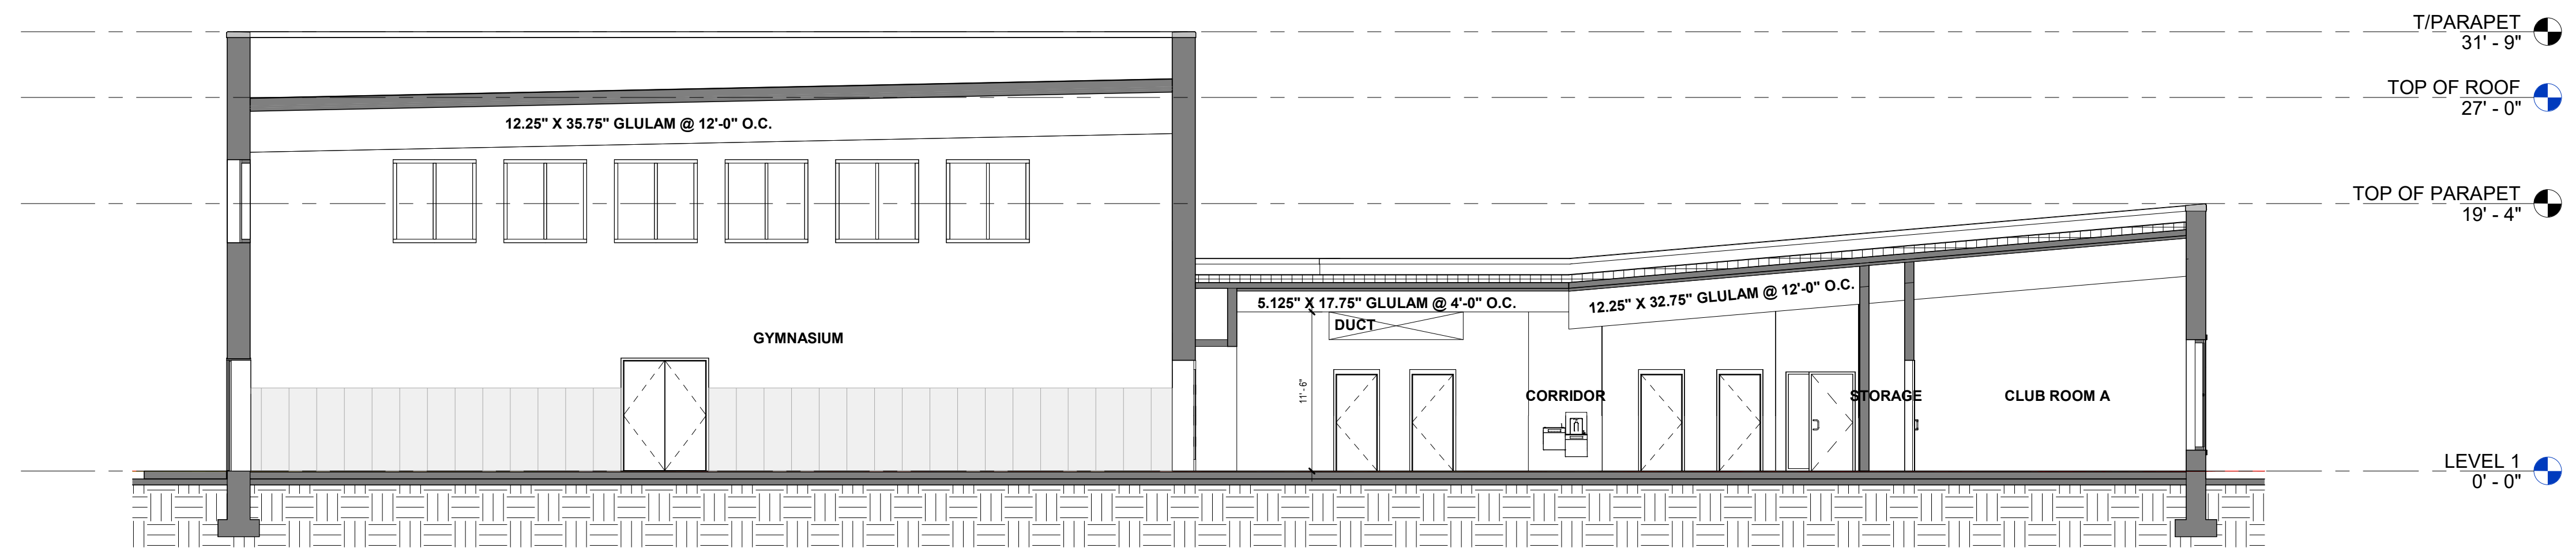 T/PARAPET
31' - 9"
TOP OF ROOF
27' - 0"
12.25" X 35.75" GLULAM @ 12'-0" O.C.
TOP OF PARAPET
19' - 4"
5.125" X 17.75" GLULAM @ 4'-0" O.C.
12.25" X 32.75" GLULAM @ 12'-0" O.C.
DUCT
GYMNASIUM
11' - 6"
CORRIDOR
STORAGE
CLUB ROOM A
LEVEL 1
0' - 0"